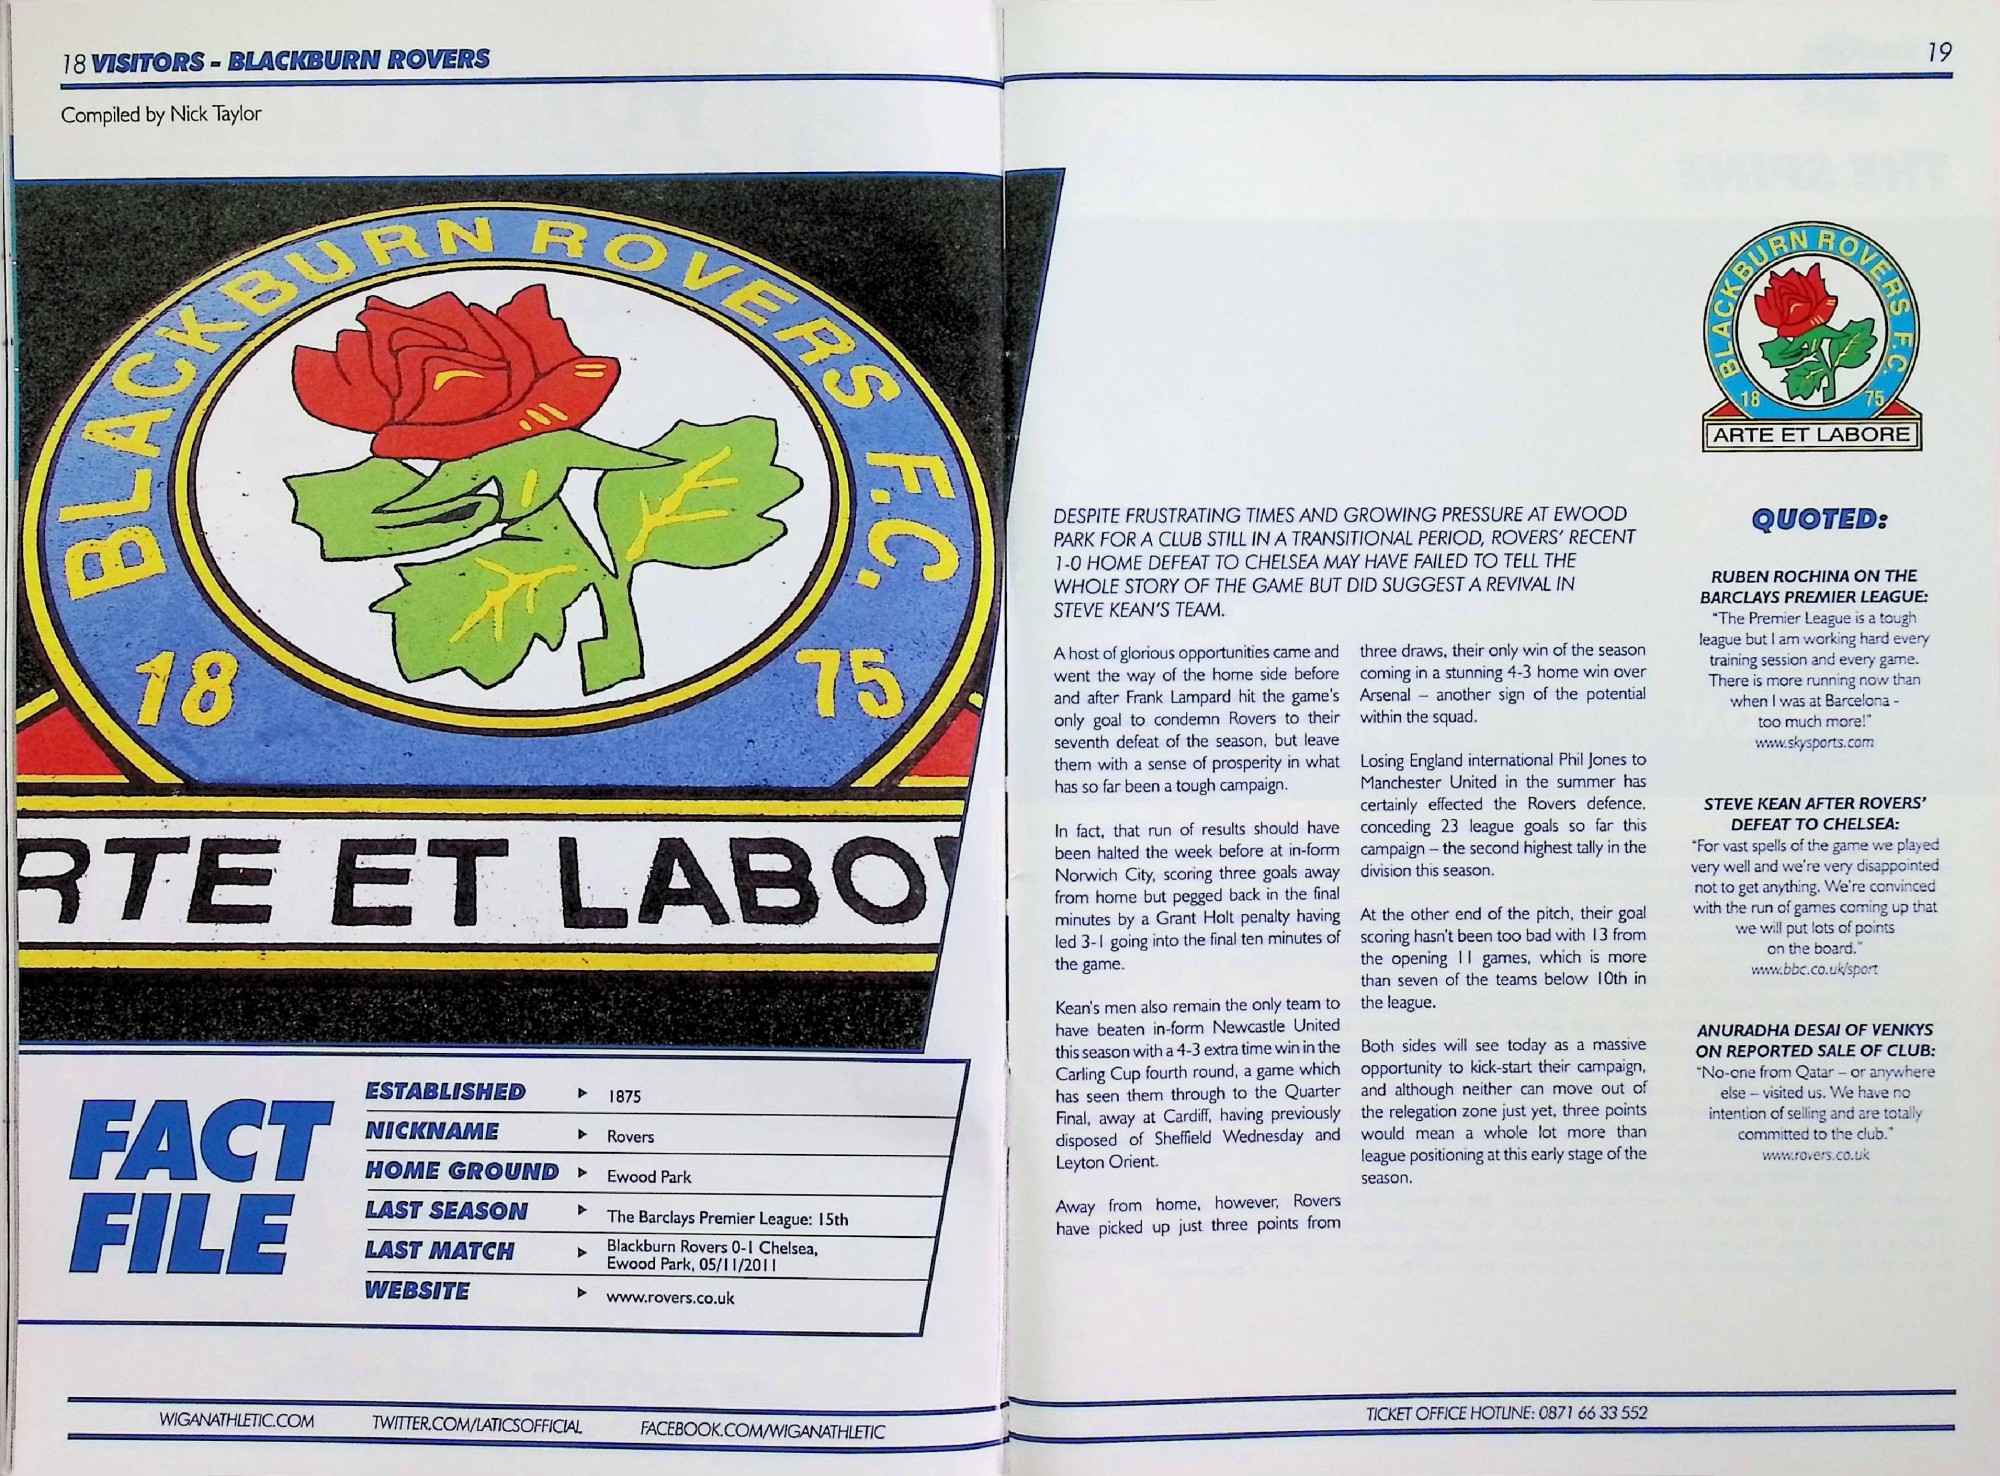 18 VISITORS - BLACKBURN ROVERS
Compiled by Nick Taylor
BLACKBURN ROVERS F.C.
18 75
RTE ET LABO
FACT
FILE
ESTABLISHED 1875
NICKNAME Rovers
HOME GROUND Ewood Park
LAST SEASON The Barclays Premier League: 15th
LAST MATCH Blackburn Rovers 0-1 Chelsea,
Ewood Park, 05/11/2011
WEBSITE www.rovers.co.uk
WIGANATHLETIC.COM TWITTER.COM/LATICSOFFICIAL FACEBOOK.COM/WIGANATHLETIC
19
DESPITE FRUSTRATING TIMES AND GROWING PRESSURE AT EWOOD
PARK FOR A CLUB STILL IN A TRANSITIONAL PERIOD, ROVERS' RECENT
1-0 HOME DEFEAT TO CHELSEA MAY HAVE FAILED TO TELL THE
WHOLE STORY OF THE GAME BUT DID SUGGEST A REVIVAL IN
STEVE KEAN'S TEAM.
A host of glorious opportunities came and
went the way of the home side before
and after Frank Lampard hit the game's
only goal to condemn Rovers to their
seventh defeat of the season, but leave
them with a sense of prosperity in what
has so far been a tough campaign.
In fact, that run of results should have
been halted the week before at in-form
Norwich City, scoring three goals away
from home but pegged back in the final
minutes by a Grant Holt penalty having
led 3-1 going into the final ten minutes of
the game.
Kean's men also remain the only team to
have beaten in-form Newcastle United
this season with a 4-3 extra time win in the
Carling Cup fourth round, a game which
has seen them through to the Quarter
Final, away at Cardiff, having previously
disposed of Sheffield Wednesday and
Leyton Orient.
Away from home, however, Rovers
have picked up just three points from
three draws, their only win of the season
coming in a stunning 4-3 home win over
Arsenal – another sign of the potential
within the squad.
Losing England international Phil Jones to
Manchester United in the summer has
certainly effected the Rovers defence,
conceding 23 league goals so far this
campaign – the second highest tally in the
division this season.
At the other end of the pitch, their goal
scoring hasn't been too bad with 13 from
the opening 11 games, which is more
than seven of the teams below 10th in
the league.
Both sides will see today as a massive
opportunity to kick-start their campaign,
and although neither can move out of
the relegation zone just yet, three points
would mean a whole lot more than
league positioning at this early stage of the
season.
BLACKBURN ROVERS F.C.
18 75
ARTE ET LABORE
QUOTED:
RUBEN ROCHINA ON THE
BARCLAYS PREMIER LEAGUE:
"The Premier League is a tough
league but I am working hard every
training session and every game.
There is more running now than
when I was at Barcelona -
too much more!"
www.skysports.com
STEVE KEAN AFTER ROVERS'
DEFEAT TO CHELSEA:
"For vast spells of the game we played
very well and we're very disappointed
not to get anything. We're convinced
with the run of games coming up that
we will put lots of points
on the board."
www.bbc.co.uk/sport
ANURADHA DESAI OF VENKYS
ON REPORTED SALE OF CLUB:
"No-one from Qatar – or anywhere
else – visited us. We have no
intention of selling and are totally
committed to the club."
www.rovers.co.uk
TICKET OFFICE HOTLINE: 0871 66 33 552